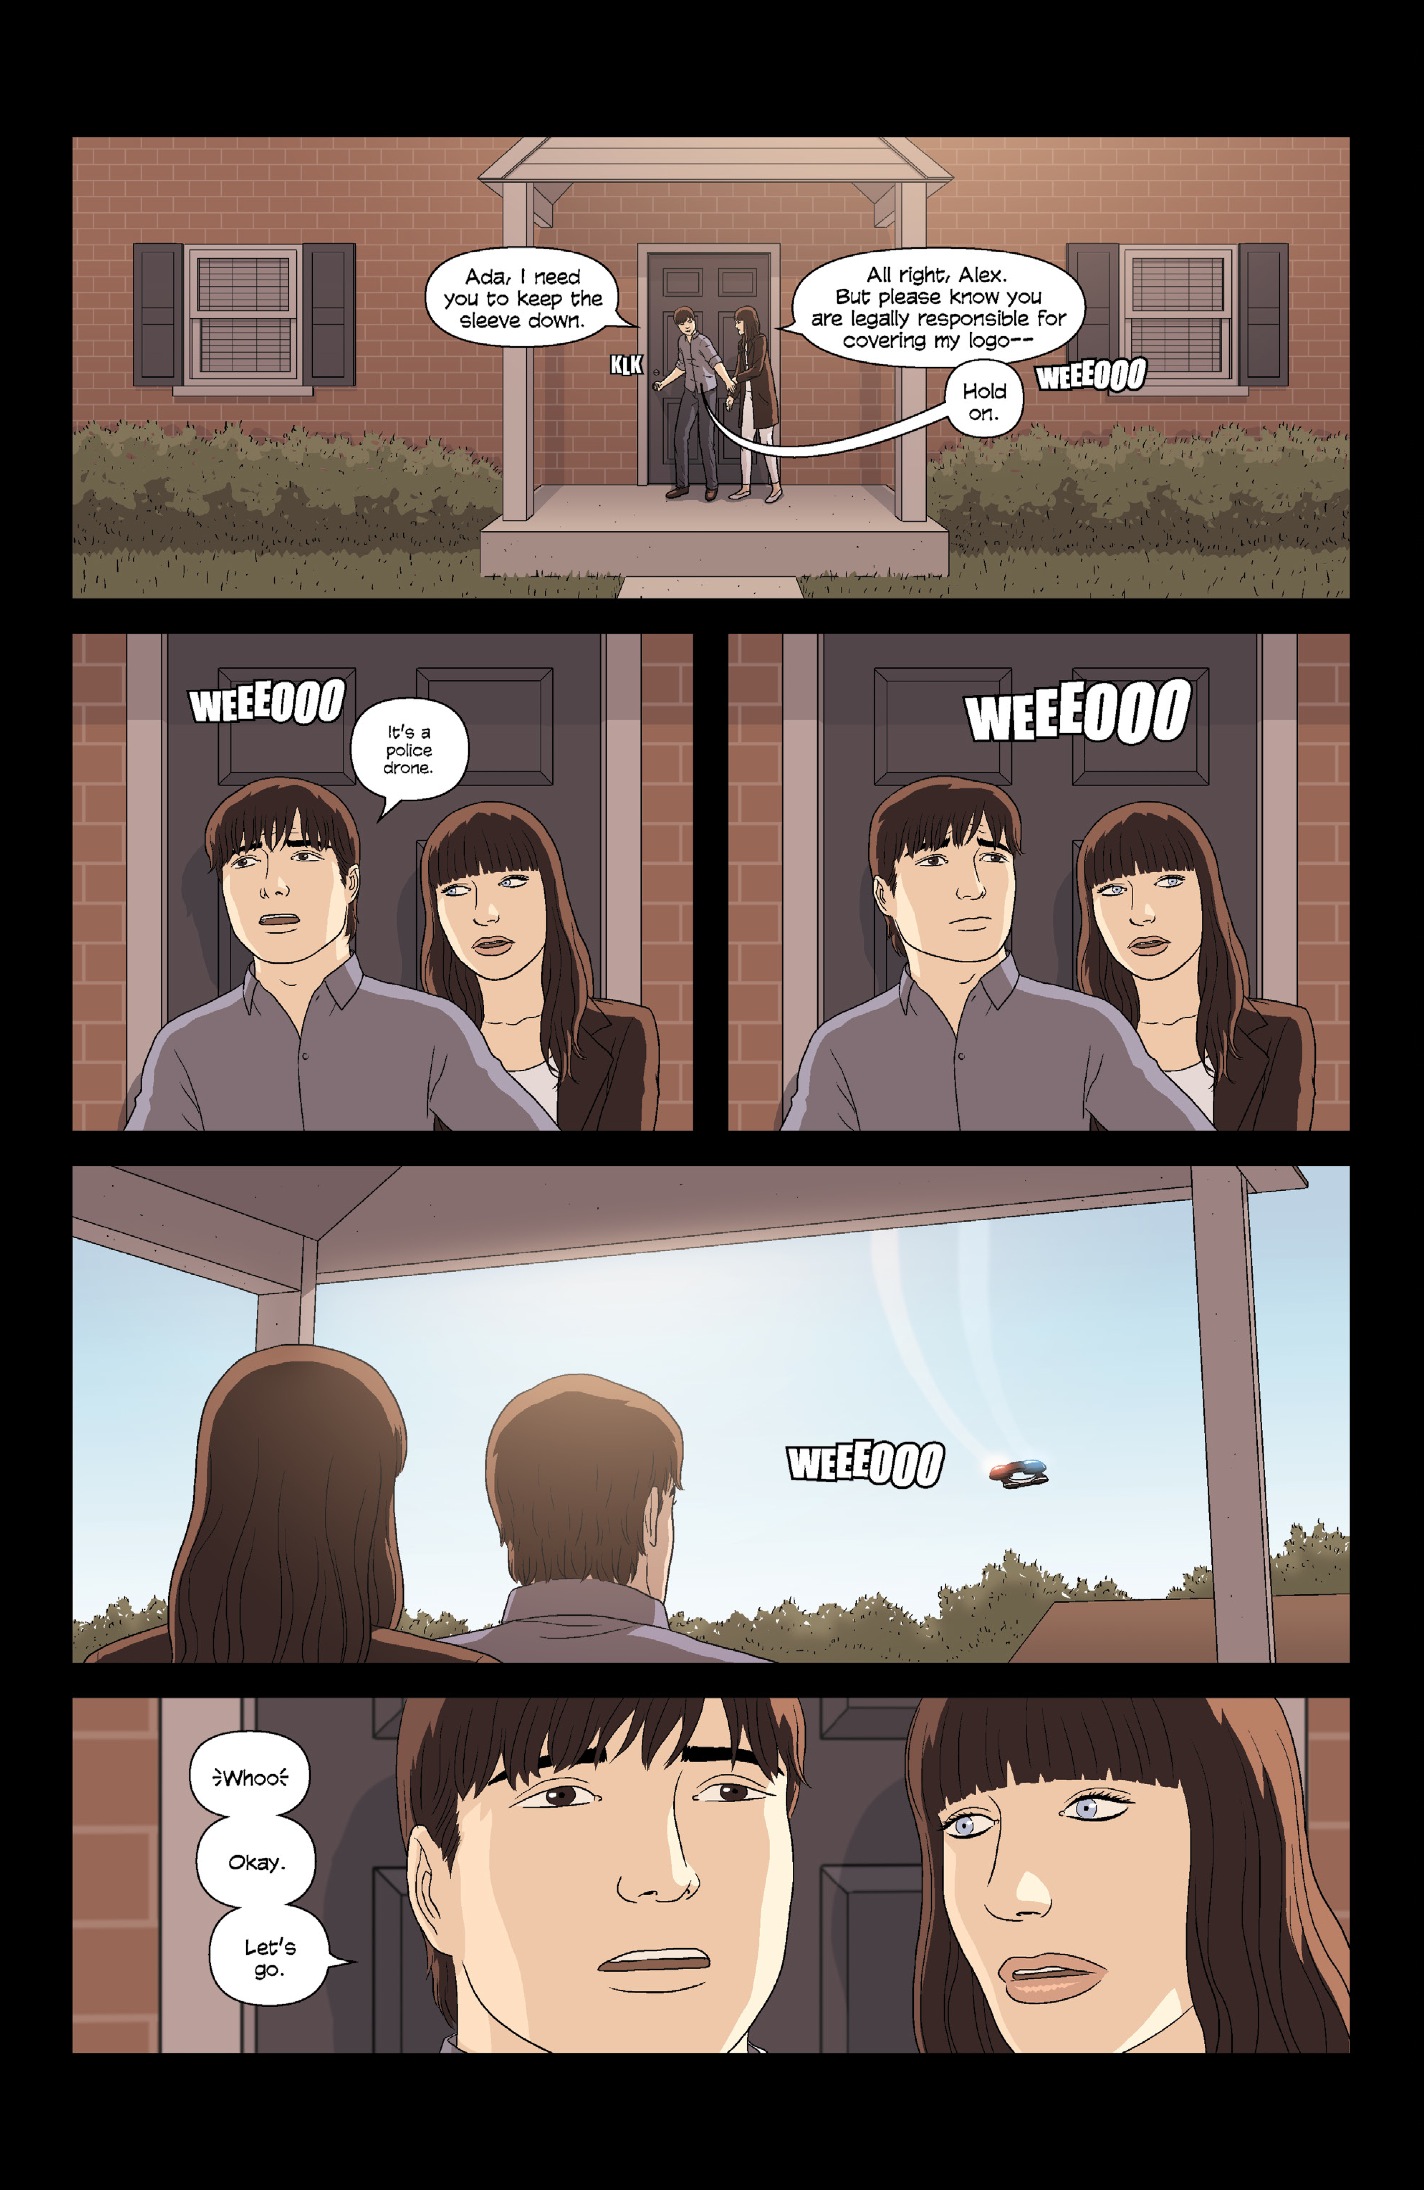 Ada, I need
you to keep the
sleeve down.
All right, Alex.
But please know you
are legally responsible for
covering my logo--
KLK
Hold
on.
WEEEOOO
WEEEOOO
It's a
police
drone.
WEEEOOO
WEEEOOO
Whoo
Okay.
Let's
go.